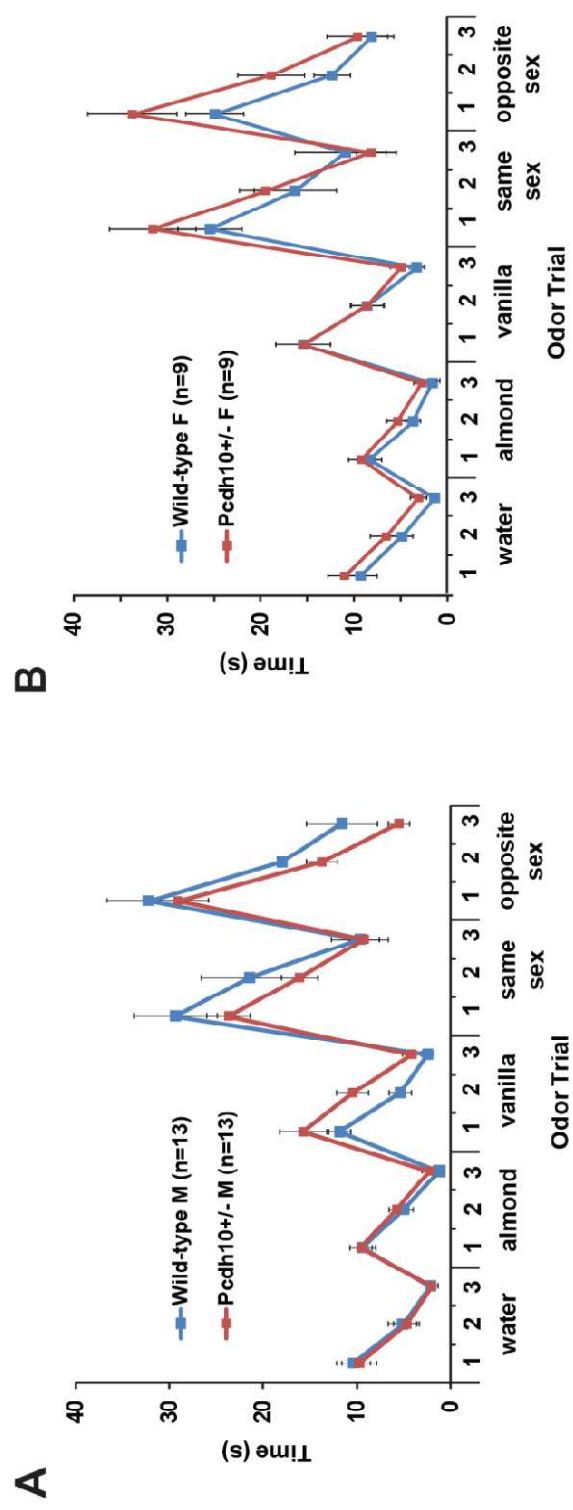 A
40
30
20
10
0
Time (s)
Wild-type M (n=13)
Pcdh10+/- M (n=13)
1 2 3 1 2 3 1 2 3 1 2 3 1 2 3
water almond vanilla same opposite
sex sex
Odor Trial
B
40
30
20
10
0
Time (s)
Wild-type F (n=9)
Pcdh10+/- F (n=9)
1 2 3 1 2 3 1 2 3 1 2 3 1 2 3
water almond vanilla same opposite
sex sex
Odor Trial